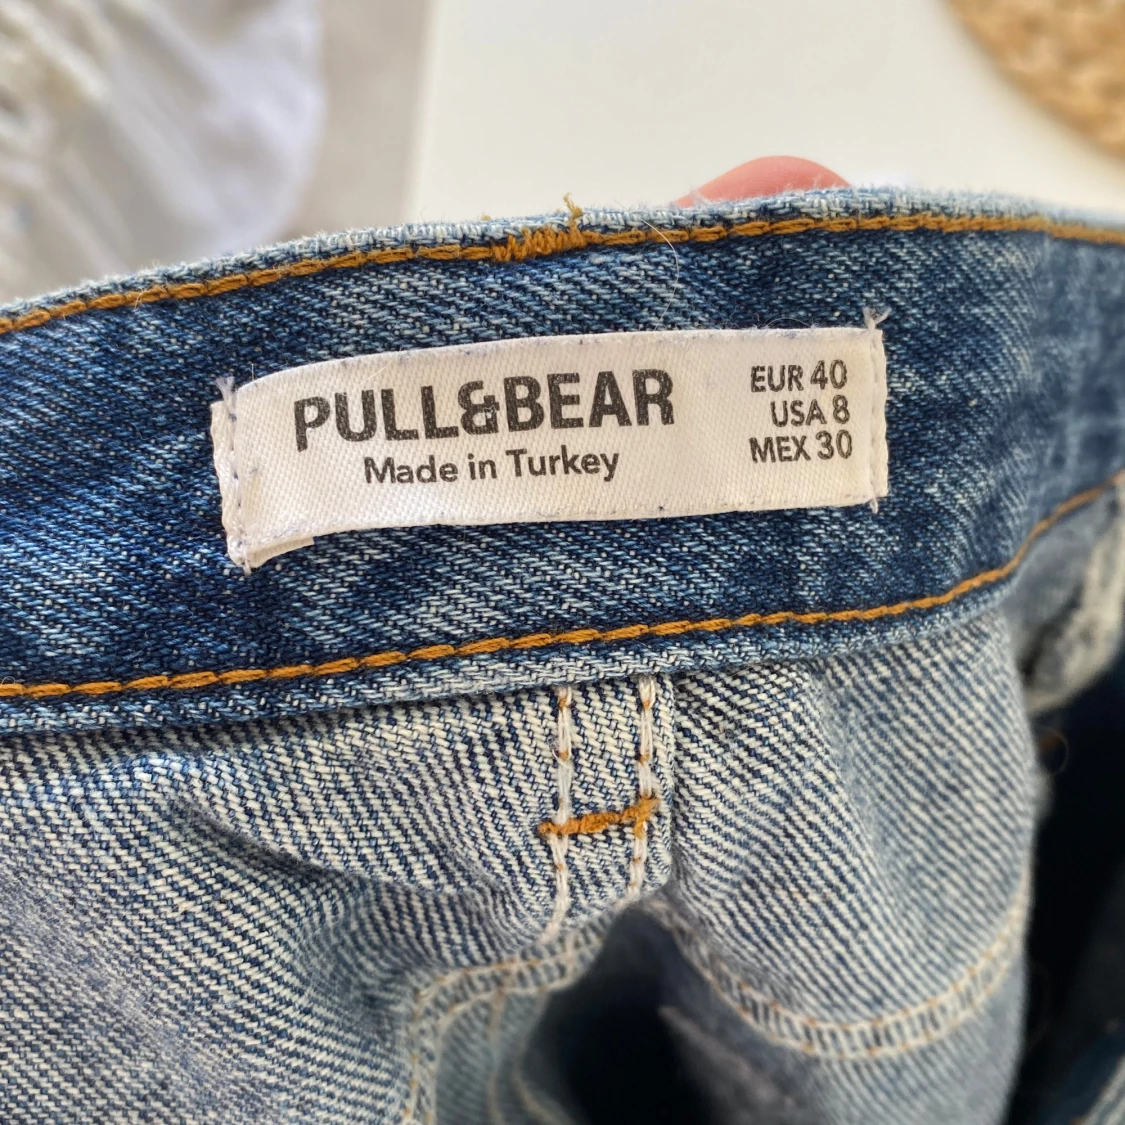 PULL&BEAR
Made in Turkey
EUR 40
USA 8
MEX 30